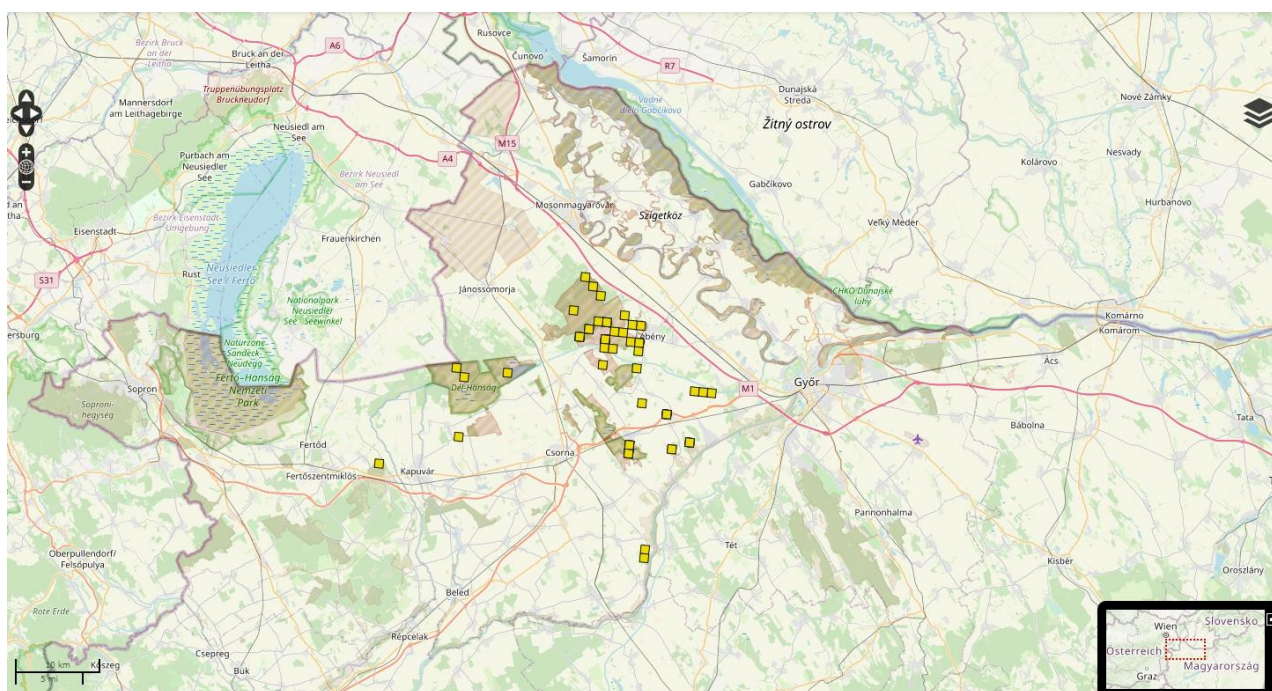 Rusovce
Čunovo
Šamorín
R7
Dunajská
Streda
Nové Zámky
Bezirk Bruck
an der
Leitha
Bruck an der
Leitha
A6
Truppenübungsplatz
Bruckneudorf
Mannersdorf
am Leithagebirge
Neusiedl am
See
Vodné
dielo Gabčíkovo
Žitný ostrov
Kolárovo
Nesvady
M15
A4
Purbach am
Neusiedler
See
Bezirk Neusiedl
am See
Gabčíkovo
Hurbanovo
Mosonmagyaróvár
Szigetköz
Veľký Meder
Bezirk Eisenstadt-
Umgebung
Eisenstadt
Frauenkirchen
S31
Rust
Neusiedler
See / Fertő
Jánossomorja
CHKO Dunajské
luhy
Nationalpark
Neusiedler
See - Seewinkel
Komárno
Komárom
Naturzone
Sandeck-
Neudegg
Ács
Fertő-Hanság
Nemzeti
Park
Sopron
Soproni-
hegység
Dél-Hanság
M1
Győr
Tata
Bábolna
Fertőd
Csorna
Fertőszentmiklós
Kapuvár
Pannonhalma
Tét
Kisbér
Oroszlány
Oberpullendorf/
Felsőpulya
Beled
Rote Erde
Répcelak
Csepreg
Bük
Kőszeg
10 km
5 mi
Wien
Slovensko
Österreich
Magyarország
Graz